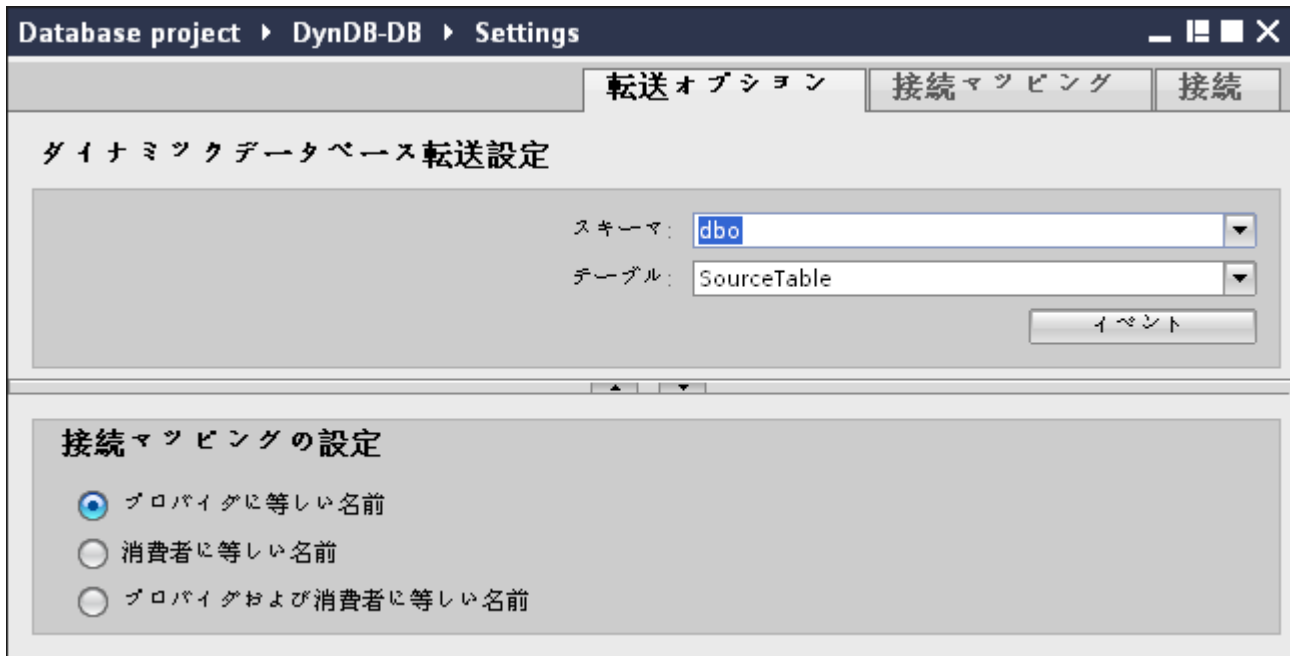 Database project ▸ DynDB-DB ▸ Settings
転送オプション 接続マッピング 接続
ダイナミックデータベース転送設定
スキーマ: dbo
テーブル: SourceTable
イベント
接続マッピングの設定
プロバイダに等しい名前
消費者に等しい名前
プロバイダおよび消費者に等しい名前